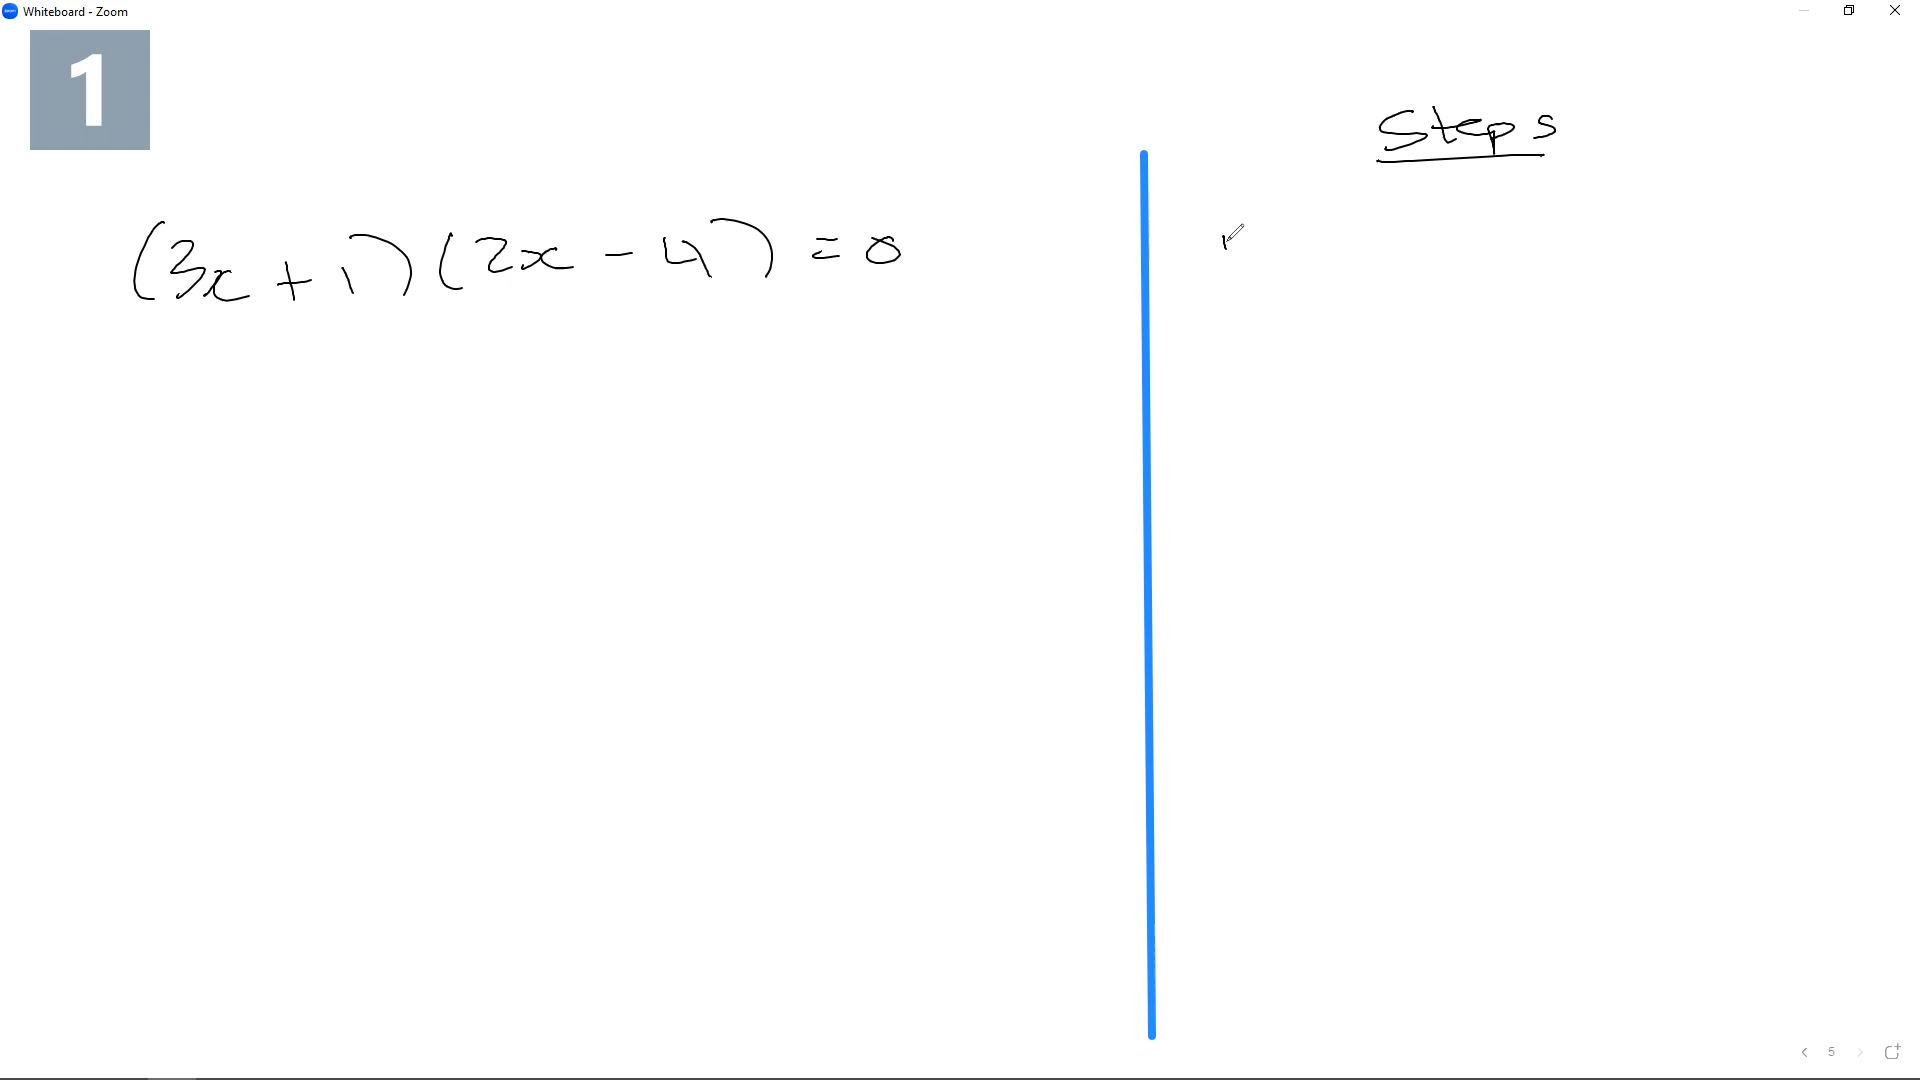 Whiteboard - Zoom
1
Steps
(3x + 1)(2x - 4) = 0
5